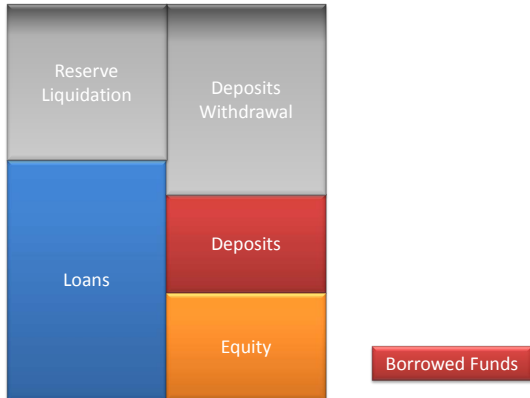 Reserve
Liquidation
Deposits
Withdrawal
Loans
Deposits
Equity
Borrowed Funds